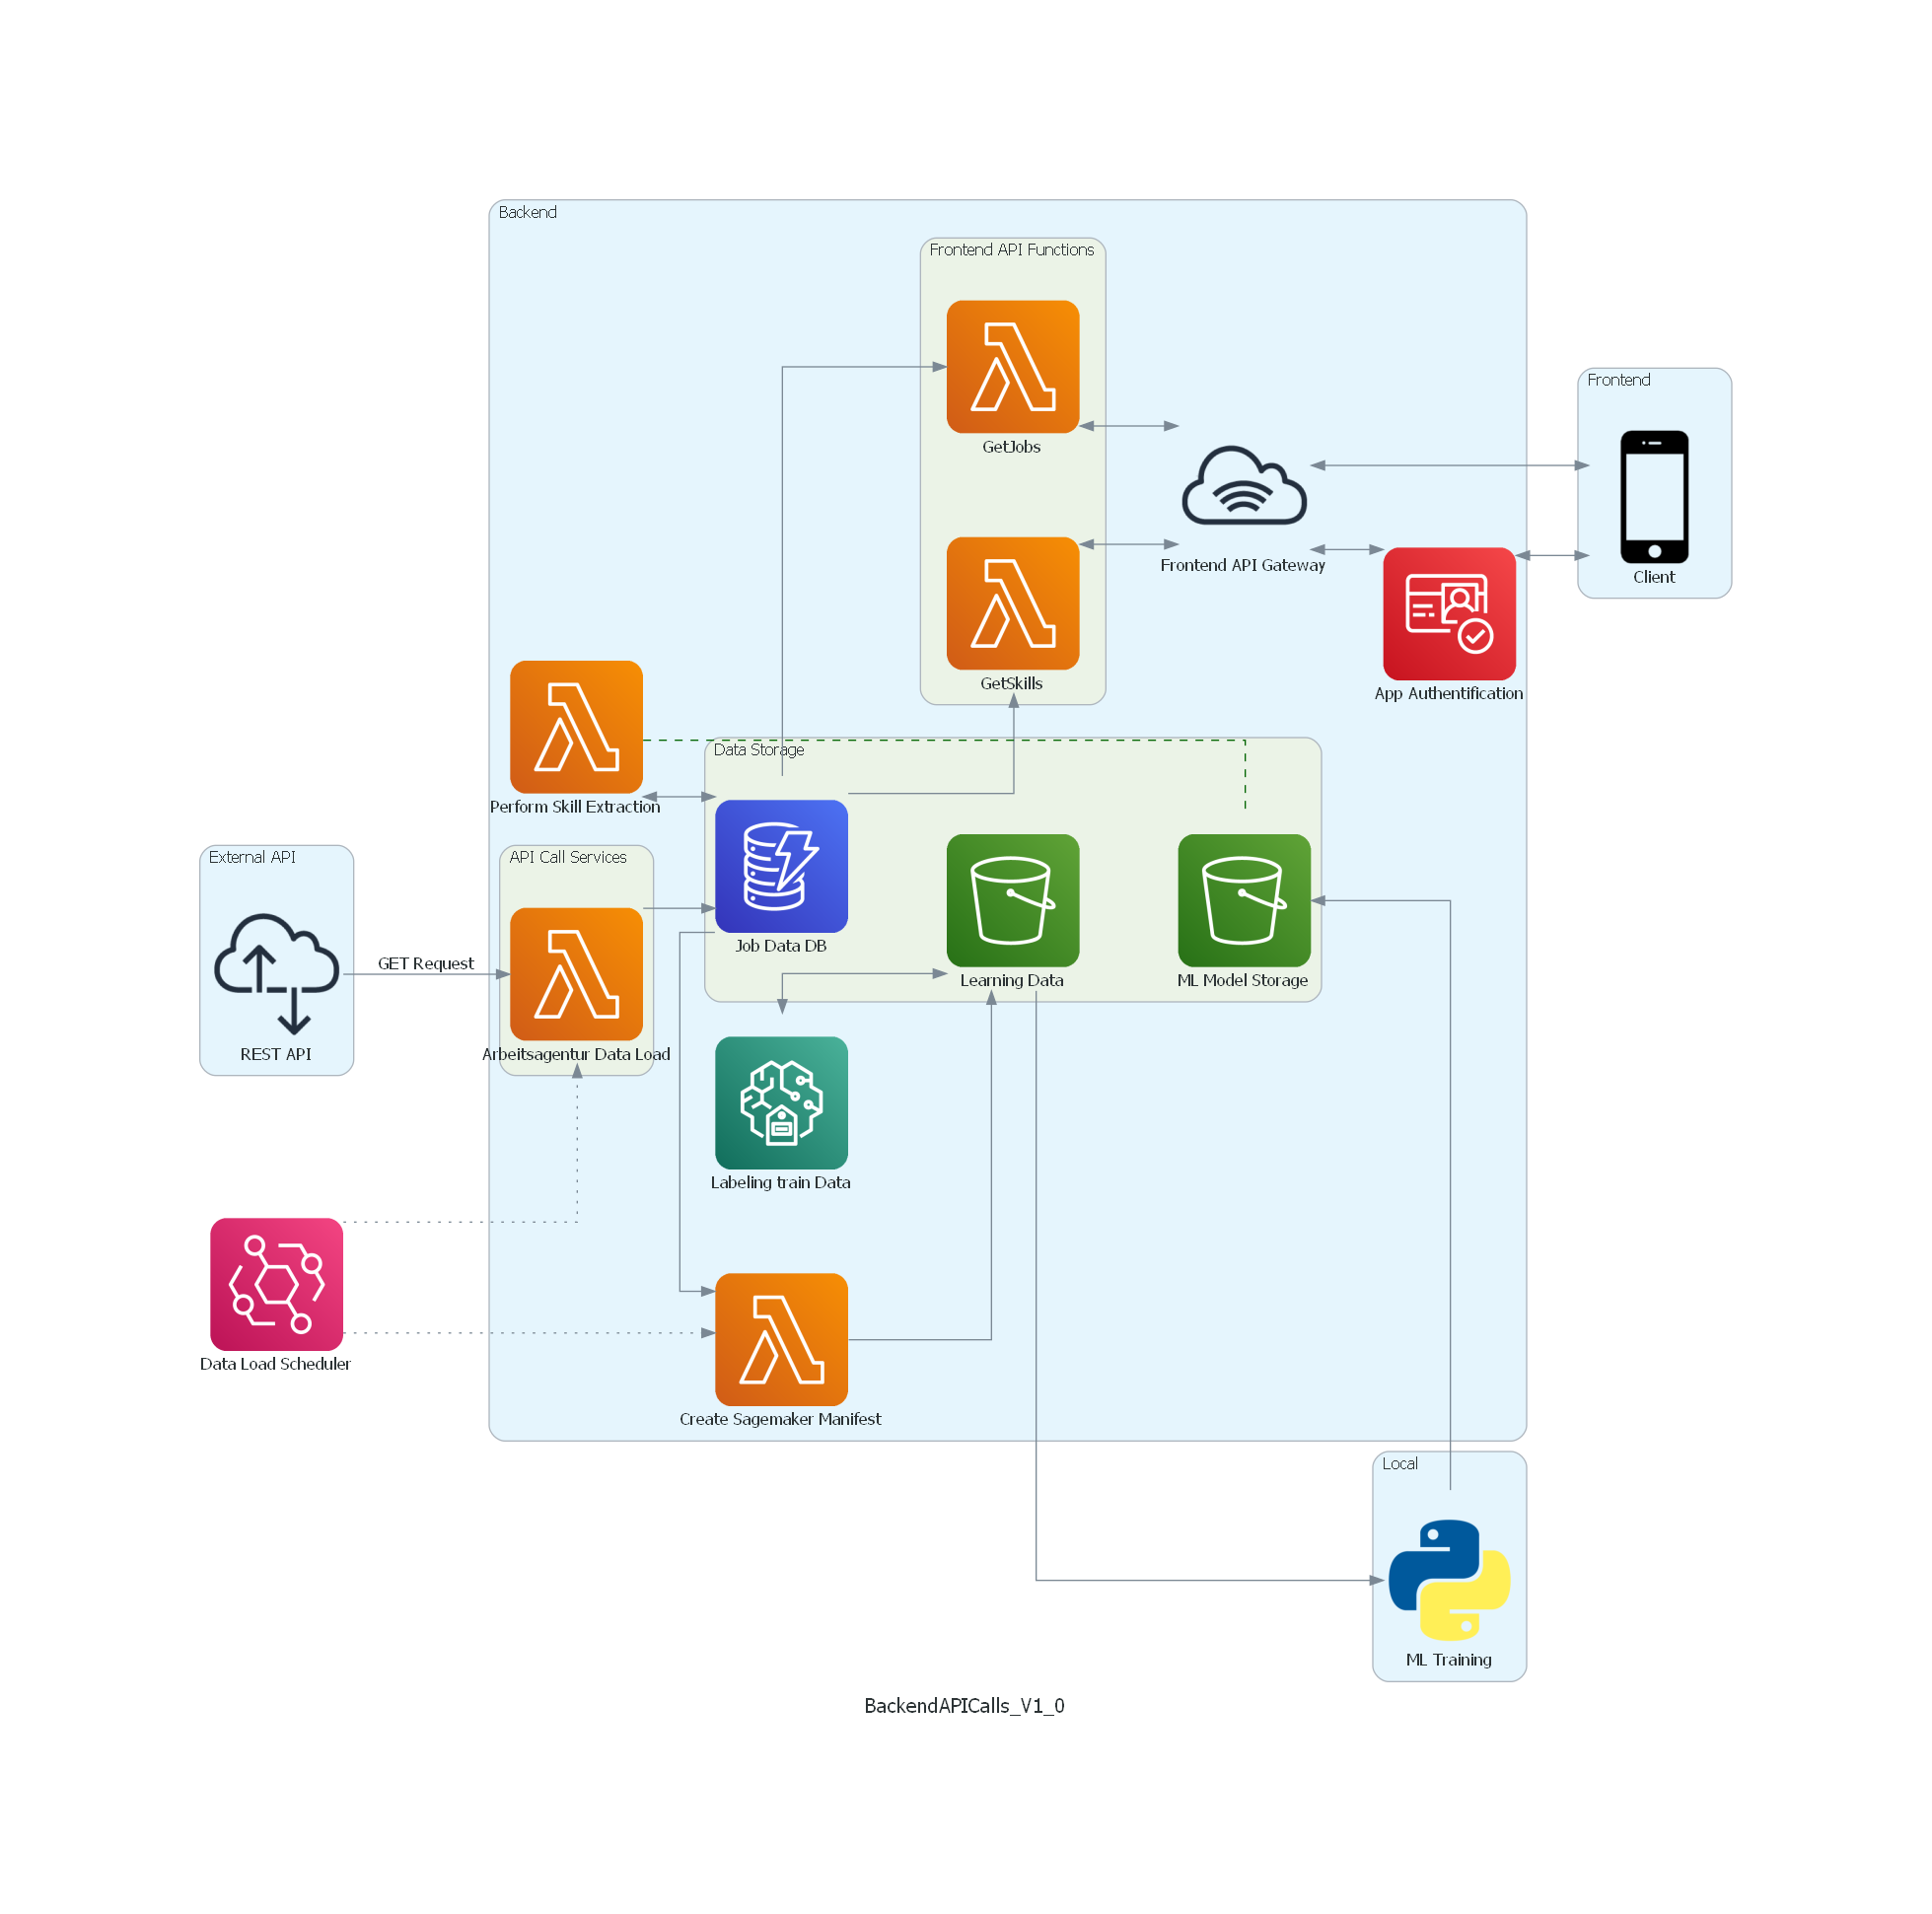 Backend
Frontend API Functions
GetJobs
Frontend
Client
Frontend API Gateway
GetSkills
App Authentification
Perform Skill Extraction
Data Storage
Job Data DB
Learning Data
ML Model Storage
External API
REST API
GET Request
API Call Services
Arbeitsagentur Data Load
Labeling train Data
Data Load Scheduler
Create Sagemaker Manifest
Local
ML Training
BackendAPICalls_V1_0